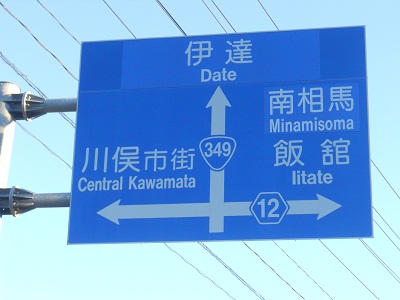 伊達
Date
南相馬
Minamisoma
川俣市街
Central Kawamata
349
飯舘
Iitate
12